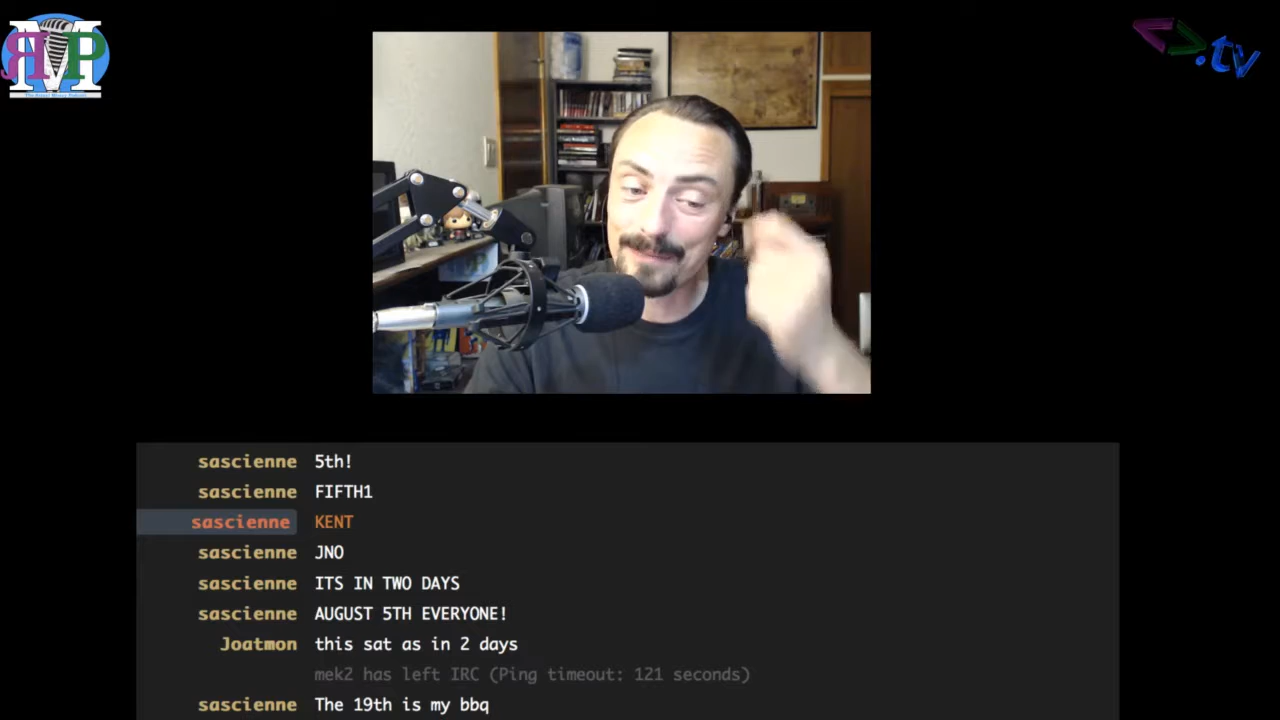 RMP
<>.tv
sascienne 5th!
sascienne FIFTH1
sascienne KENT
sascienne JNO
sascienne ITS IN TWO DAYS
sascienne AUGUST 5TH EVERYONE!
Joatmon this sat as in 2 days
mek2 has left IRC (Ping timeout: 121 seconds)
sascienne The 19th is my bbq